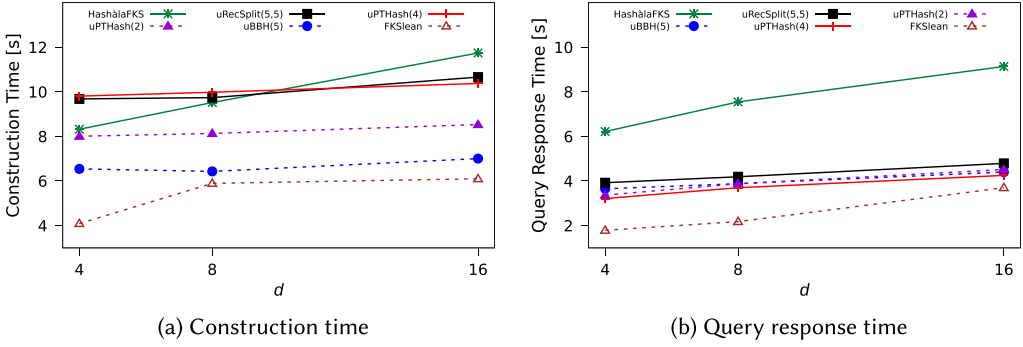 HashàlaFKS uRecSplit(5,5) uPTHash(4)
uPTHash(2) uBBH(5) FKSlean
Construction Time [s]
12
10
8
6
4
4 8 16
d
(a) Construction time
HashàlaFKS uRecSplit(5,5) uPTHash(2)
uBBH(5) uPTHash(4) FKSlean
Query Response Time [s]
10
8
6
4
2
4 8 16
d
(b) Query response time